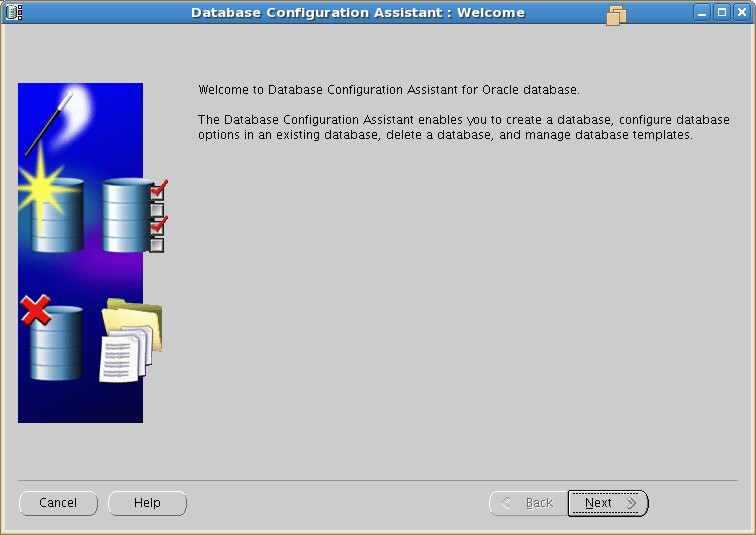 Database Configuration Assistant : Welcome
Welcome to Database Configuration Assistant for Oracle database.
The Database Configuration Assistant enables you to create a database, configure database
options in an existing database, delete a database, and manage database templates.
Cancel
Help
Back
Next